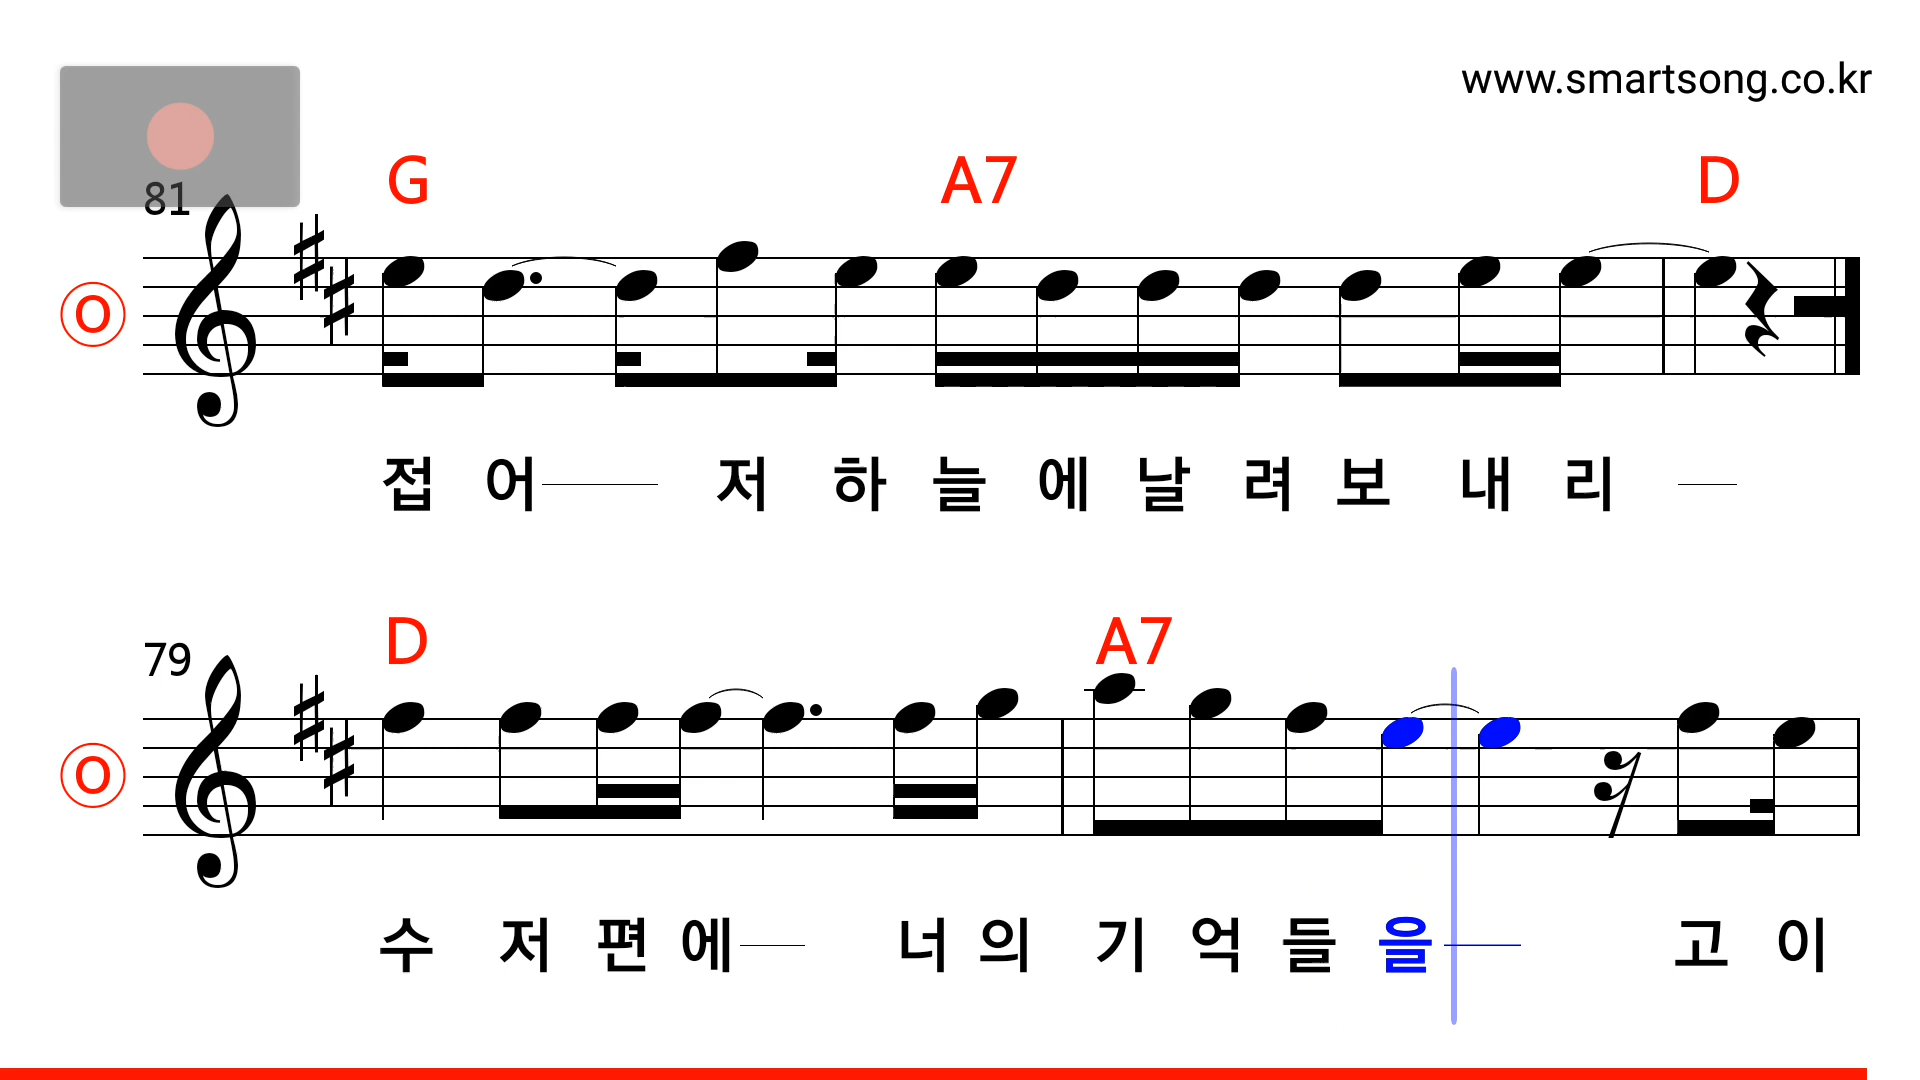 www.smartsong.co.kr
81
G A7 D
O
접 어 저 하 늘 에 날 려 보 내 리
79
D A7
O
수 저 편 에 너 의 기 억 들 을 고 이